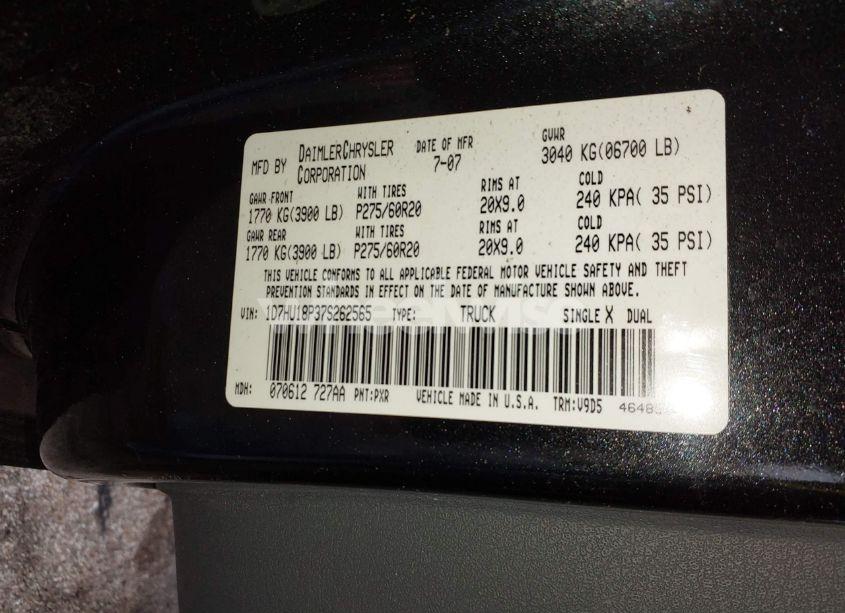 MFD BY DAIMLERCHRYSLER CORPORATION DATE OF MFR 7-07 GVWR 3040 KG(06700 LB)
GAWR FRONT WITH TIRES RIMS AT COLD
1770 KG(3900 LB) P275/60R20 20X9.0 240 KPA( 35 PSI)
GAWR REAR WITH TIRES RIMS AT COLD
1770 KG(3900 LB) P275/60R20 20X9.0 240 KPA( 35 PSI)
THIS VEHICLE CONFORMS TO ALL APPLICABLE FEDERAL MOTOR VEHICLE SAFETY AND THEFT
PREVENTION STANDARDS IN EFFECT ON THE DATE OF MANUFACTURE SHOWN ABOVE.
VIN: 1D7HU18P37S262565 TYPE: TRUCK SINGLE X DUAL
MDH: 070612 727AA PNT:PXR VEHICLE MADE IN U.S.A. TRM:V9D5